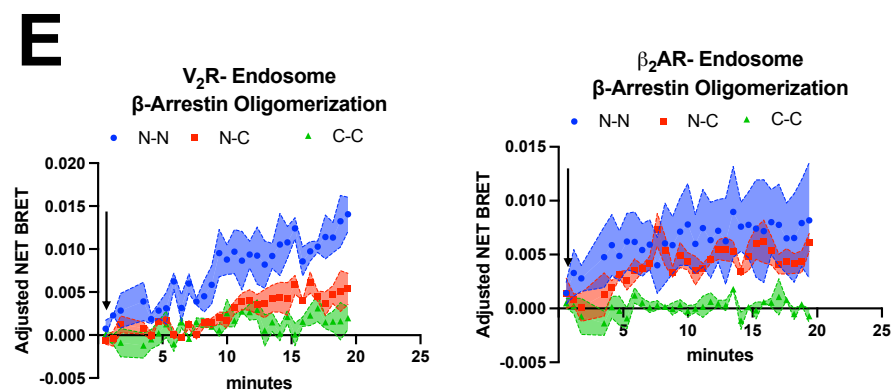 E
V₂R- Endosome
β-Arrestin Oligomerization
N-N N-C C-C
Adjusted NET BRET
0.020
0.015
0.010
0.005
0.000
-0.005
5 10 15 20 25
minutes
β₂AR- Endosome
β-Arrestin Oligomerization
N-N N-C C-C
Adjusted NET BRET
0.015
0.010
0.005
0.000
-0.005
5 10 15 20 25
minutes